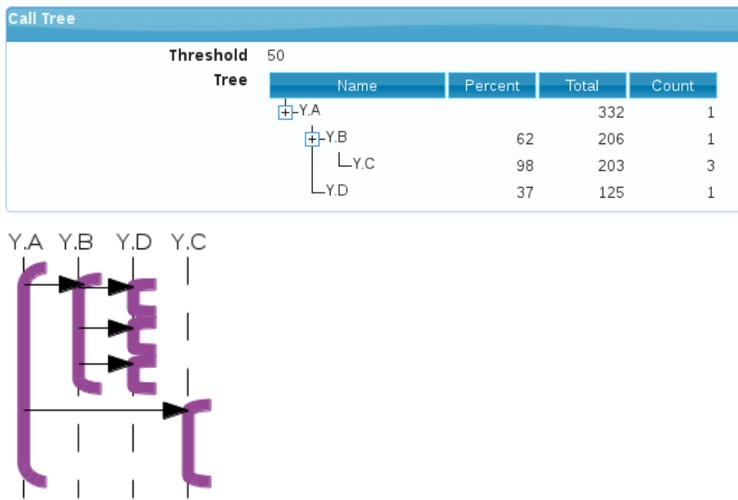 Call Tree
Threshold 50
Tree
Name Percent Total Count
Y.A 332 1
Y.B 62 206 1
Y.C 98 203 3
Y.D 37 125 1
Y.A Y.B Y.D Y.C